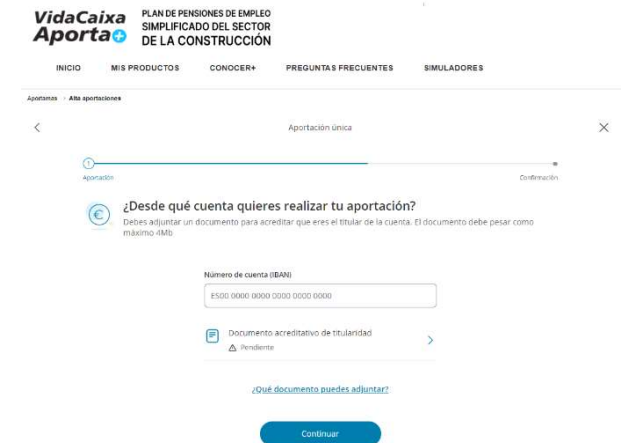 VidaCaixa
Aporta+
PLAN DE PENSIONES DE EMPLEO
SIMPLIFICADO DEL SECTOR
DE LA CONSTRUCCIÓN
INICIO MIS PRODUCTOS CONOCER+ PREGUNTAS FRECUENTES SIMULADORES
Aportamos > Alta aportaciones
Aportación única
1
Aportación Confirmación
¿Desde qué cuenta quieres realizar tu aportación?
Debes adjuntar un documento para acreditar que eres el titular de la cuenta. El documento debe pesar como
máximo 4Mb
Número de cuenta (IBAN)
ES00 0000 0000 0000 0000 0000
Documento acreditativo de titularidad
Pendiente
¿Qué documento puedes adjuntar?
Continuar